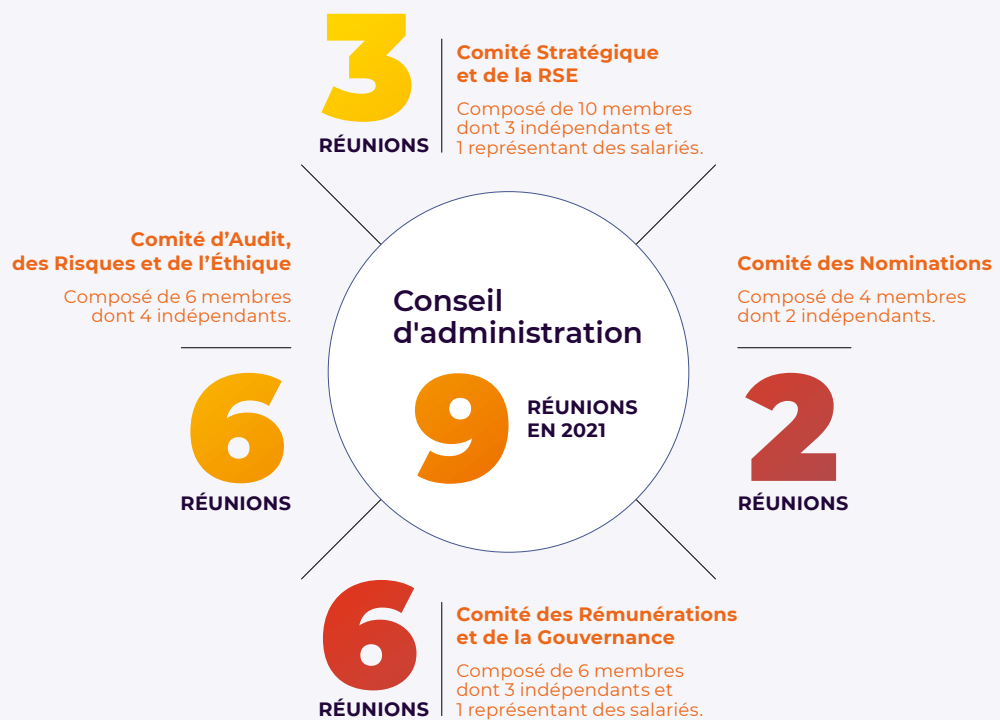 3
RÉUNIONS
Comité Stratégique
et de la RSE
Composé de 10 membres
dont 3 indépendants et
1 représentant des salariés.
Comité d’Audit,
des Risques et de l’Éthique
Composé de 6 membres
dont 4 indépendants.
6
RÉUNIONS
Conseil
d'administration
9
RÉUNIONS
EN 2021
Comité des Nominations
Composé de 4 membres
dont 2 indépendants.
2
RÉUNIONS
6
RÉUNIONS
Comité des Rémunérations
et de la Gouvernance
Composé de 6 membres
dont 3 indépendants et
1 représentant des salariés.